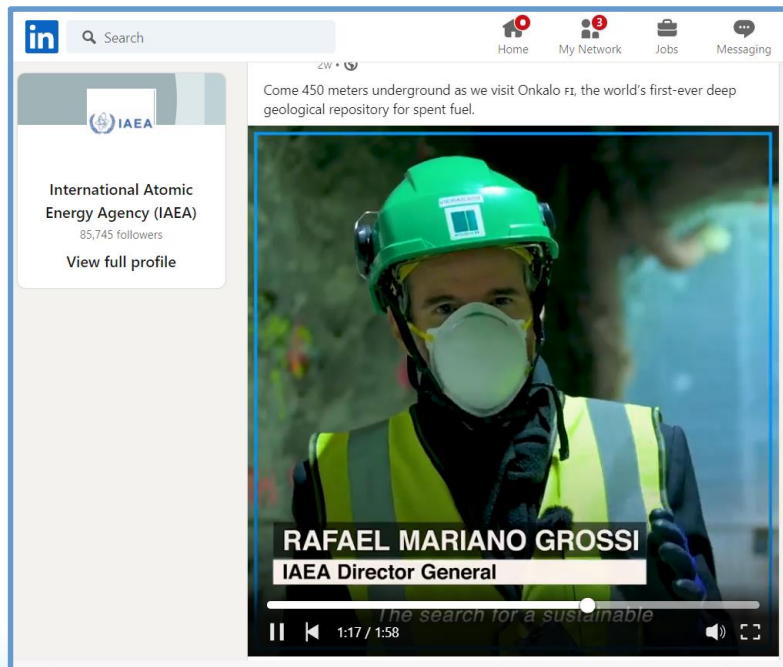 in
Search
Home
3
My Network
Jobs
Messaging
IAEA
International Atomic
Energy Agency (IAEA)
85,745 followers
View full profile
2w •
Come 450 meters underground as we visit Onkalo FI, the world's first-ever deep
geological repository for spent fuel.
RAFAEL MARIANO GROSSI
IAEA Director General
The search for a sustainable
1:17 / 1:58